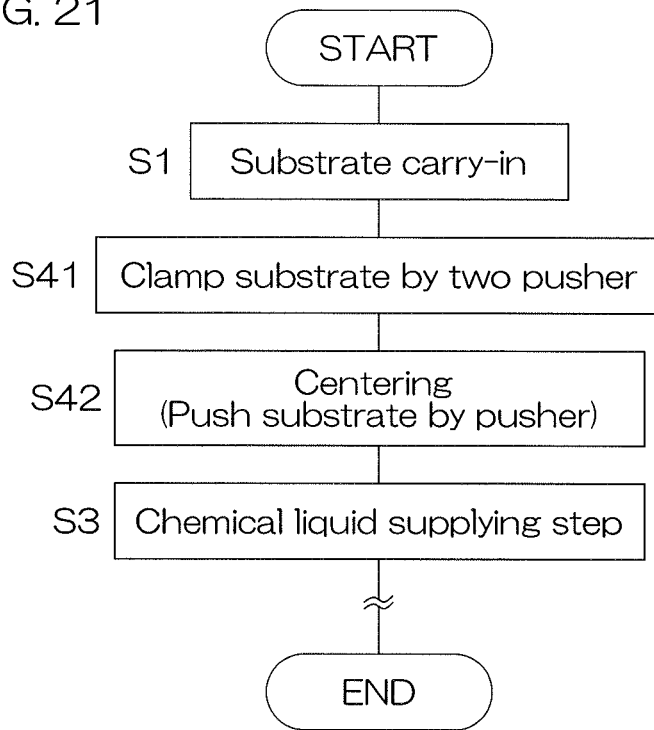 G. 21
START
S1 Substrate carry-in
S41 Clamp substrate by two pusher
S42 Centering
(Push substrate by pusher)
S3 Chemical liquid supplying step
END